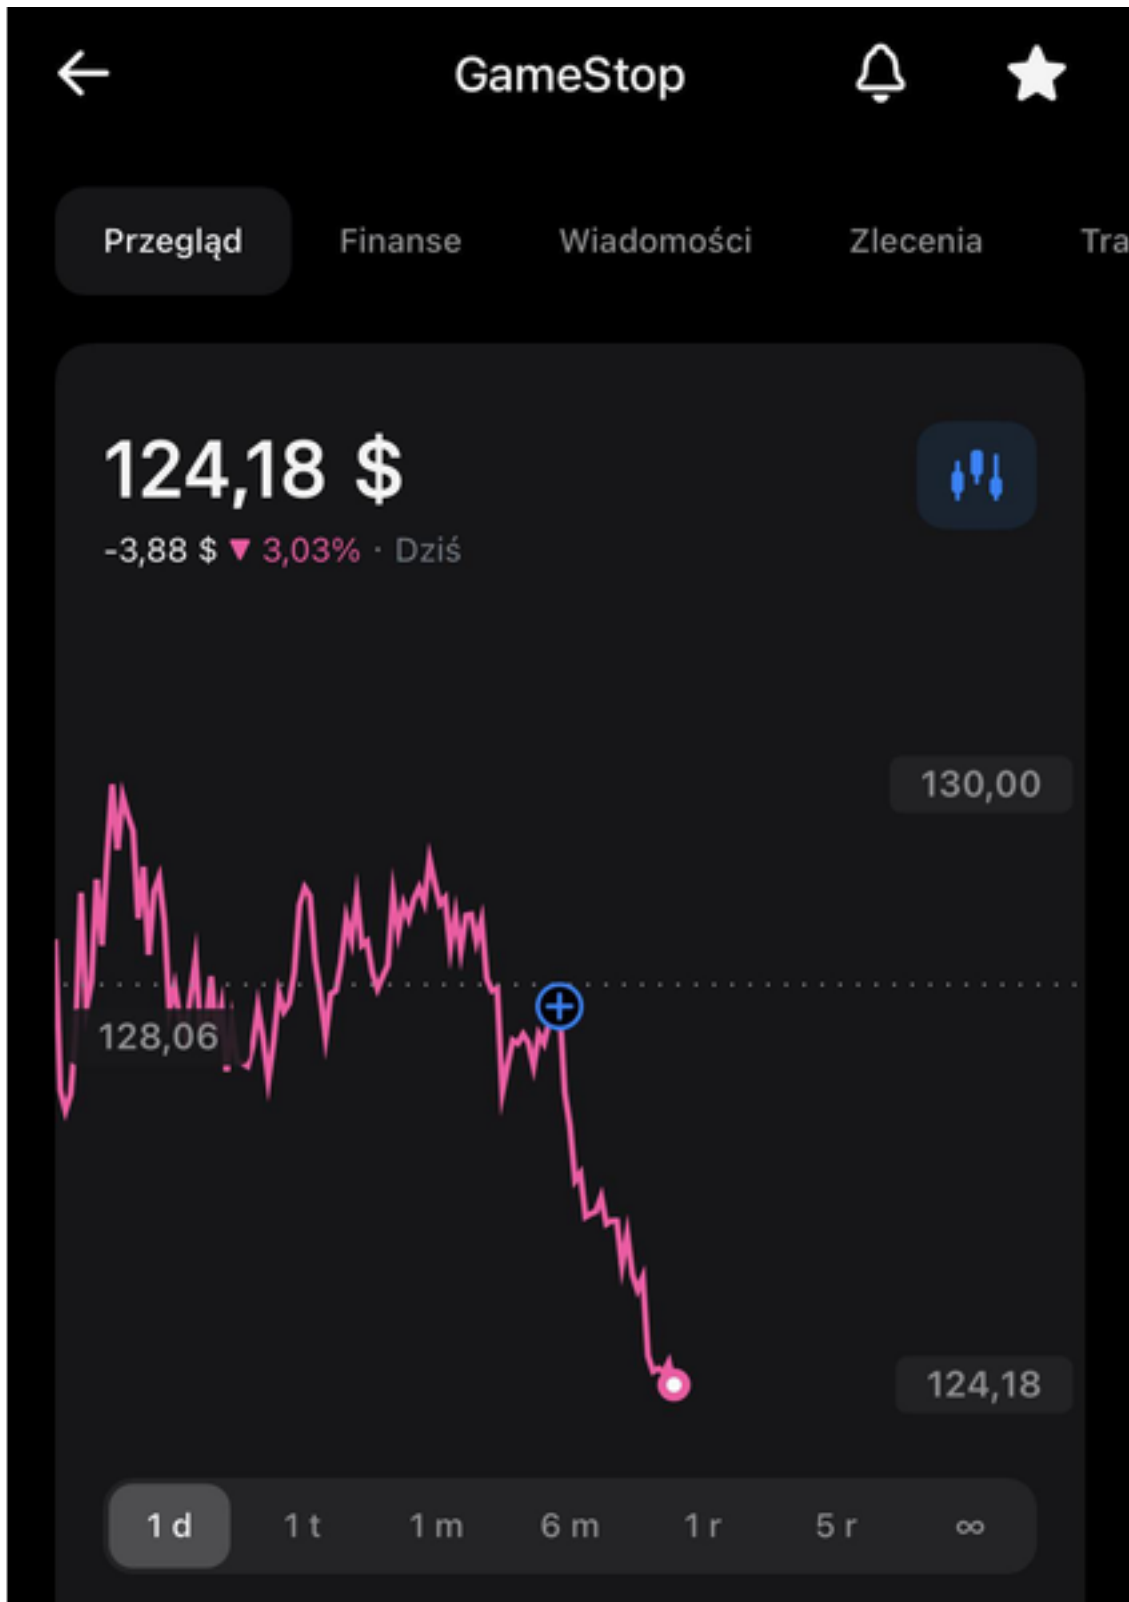 GameStop
Przegląd Finanse Wiadomości Zlecenia Tra
124,18 $
-3,88 $ ▼ 3,03% · Dziś
130,00
128,06
124,18
1 d 1 t 1 m 6 m 1 r 5 r ∞